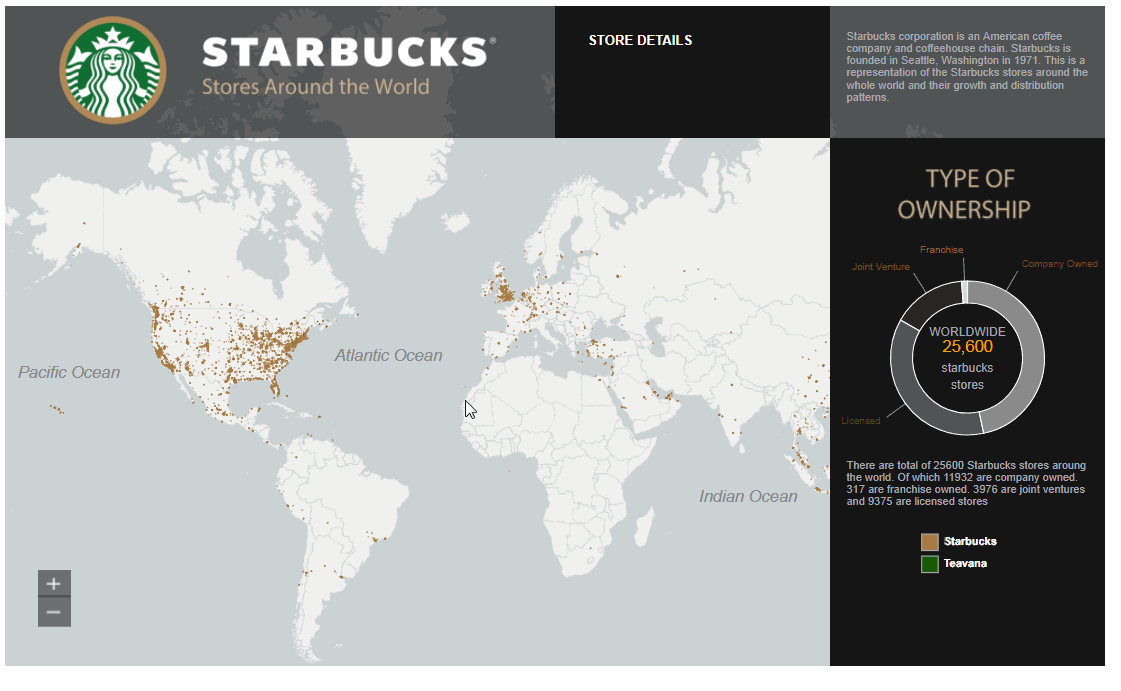 STARBUCKS®
Stores Around the World
STORE DETAILS
Starbucks corporation is an American coffee
company and coffeehouse chain. Starbucks is
founded in Seattle, Washington in 1971. This is a
representation of the Starbucks stores around the
whole world and their growth and distribution
patterns.
Pacific Ocean
Atlantic Ocean
Indian Ocean
+
−
TYPE OF
OWNERSHIP
Franchise
Joint Venture
Company Owned
Licensed
WORLDWIDE
25,600
starbucks
stores
There are total of 25600 Starbucks stores aroung
the world. Of which 11932 are company owned.
317 are franchise owned. 3976 are joint ventures
and 9375 are licensed stores
Starbucks
Teavana